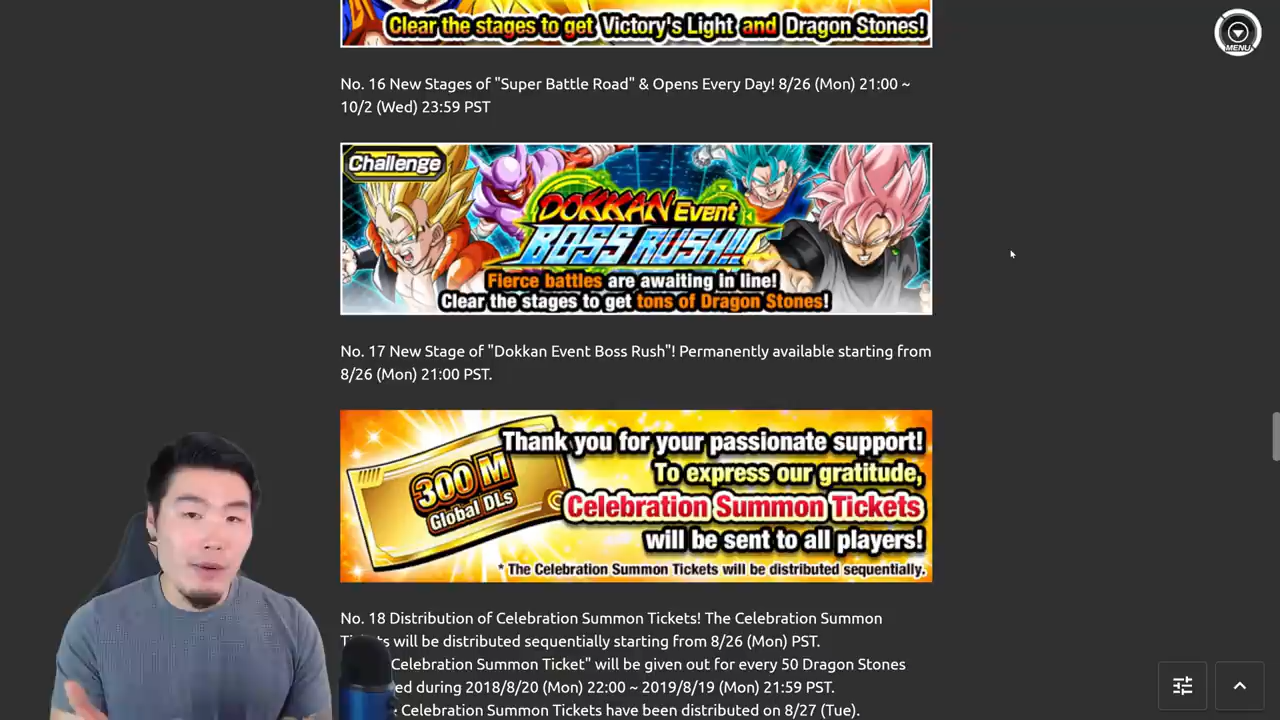 Clear the stages to get Victory's Light and Dragon Stones!
MENU
No. 16 New Stages of "Super Battle Road" & Opens Every Day! 8/26 (Mon) 21:00 ~
10/2 (Wed) 23:59 PST
Challenge
DOKKAN Event
BOSS RUSH!!
Fierce battles are awaiting in line!
Clear the stages to get tons of Dragon Stones!
No. 17 New Stage of "Dokkan Event Boss Rush"! Permanently available starting from
8/26 (Mon) 21:00 PST.
300 M
Global DLs
Thank you for your passionate support!
To express our gratitude,
Celebration Summon Tickets
will be sent to all players!
* The Celebration Summon Tickets will be distributed sequentially.
No. 18 Distribution of Celebration Summon Tickets! The Celebration Summon
will be distributed sequentially starting from 8/26 (Mon) PST.
Celebration Summon Ticket" will be given out for every 50 Dragon Stones
during 2018/8/20 (Mon) 22:00 ~ 2019/8/19 (Mon) 21:59 PST.
Celebration Summon Tickets have been distributed on 8/27 (Tue).